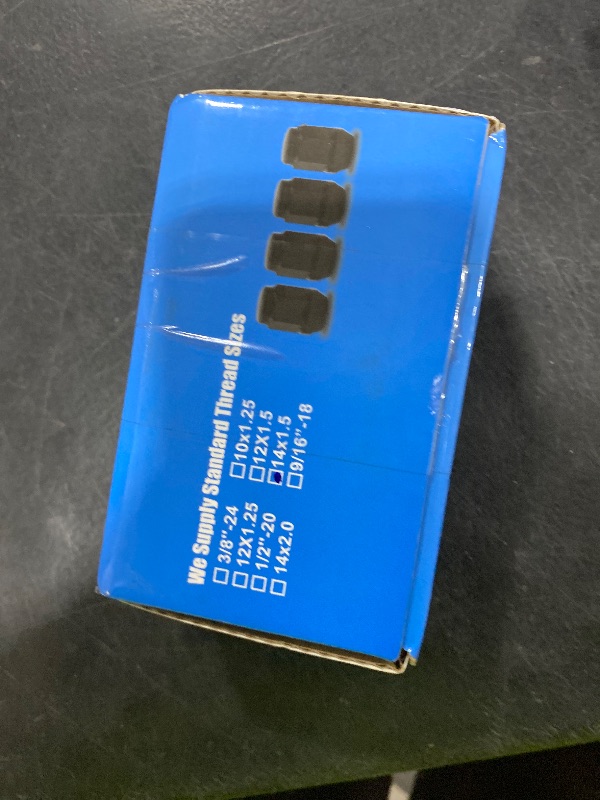 We Supply Standard Thread Sizes
☐ 3/8"-24 ☐ 10x1.25
☐ 12X1.25 ☐ 12X1.5
☐ 1/2"-20 ■ 14x1.5
☐ 14x2.0 ☐ 9/16"-18